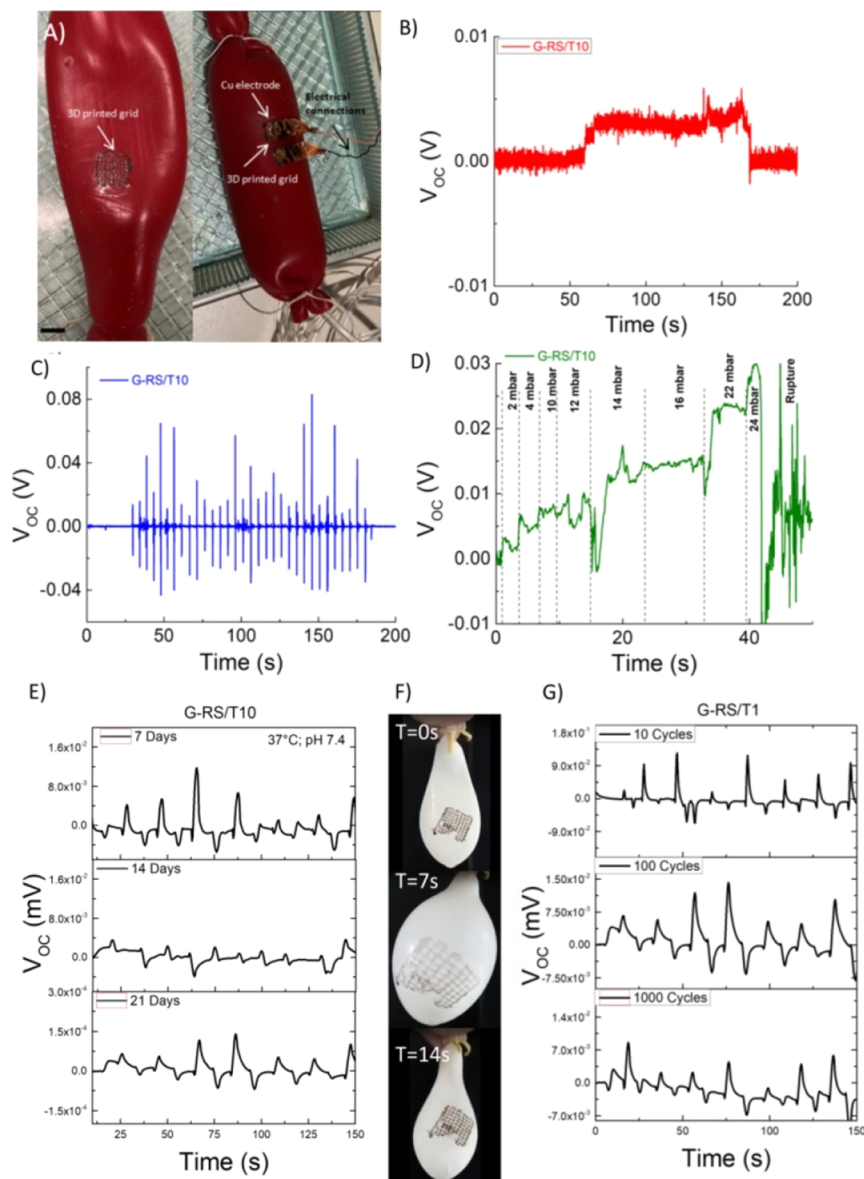 A)
3D printed grid
Cu electrode
Electrical connections
3D printed grid
B)
G-RS/T10
0.01
0.00
-0.01
V_OC (V)
0 50 100 150 200
Time (s)
C)
G-RS/T10
0.08
0.04
0.00
-0.04
V_OC (V)
0 50 100 150 200
Time (s)
D)
G-RS/T10
2 mbar
4 mbar
10 mbar
12 mbar
14 mbar
16 mbar
22 mbar
24 mbar
Rupture
0.03
0.02
0.01
0.00
-0.01
V_OC (V)
0 20 40
Time (s)
E)
G-RS/T10
7 Days
37°C; pH 7.4
1.6x10⁻²
8.0x10⁻³
0.0
14 Days
1.6x10⁻²
8.0x10⁻³
0.0
21 Days
3.0x10⁻⁴
1.5x10⁻⁴
0.0
-1.5x10⁻⁴
V_OC (mV)
25 50 75 100 125 150
Time (s)
F)
T=0s
T=7s
T=14s
G)
G-RS/T1
10 Cycles
1.8x10⁻¹
9.0x10⁻²
0.0
-9.0x10⁻²
100 Cycles
1.50x10⁻²
7.50x10⁻³
0.00
-7.50x10⁻³
1000 Cycles
1.4x10⁻²
7.0x10⁻³
0.0
-7.0x10⁻³
V_OC (mV)
0 50 100 150
Time (s)